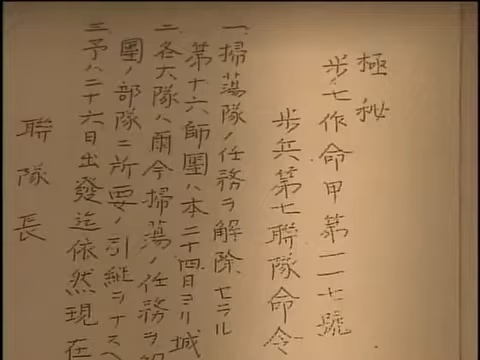 極秘
歩七作命甲第一一七號
歩兵第七聯隊命令
一、掃蕩隊ノ任務ヲ解除セラル
第十六師團ハ本二十四日ヨリ城
二、各大隊ハ爾今掃蕩ノ任務ヲ
團ノ部隊ニ所要ノ引継ヲナス
三、予ハ二十六日出發迄依然現在
聯隊長